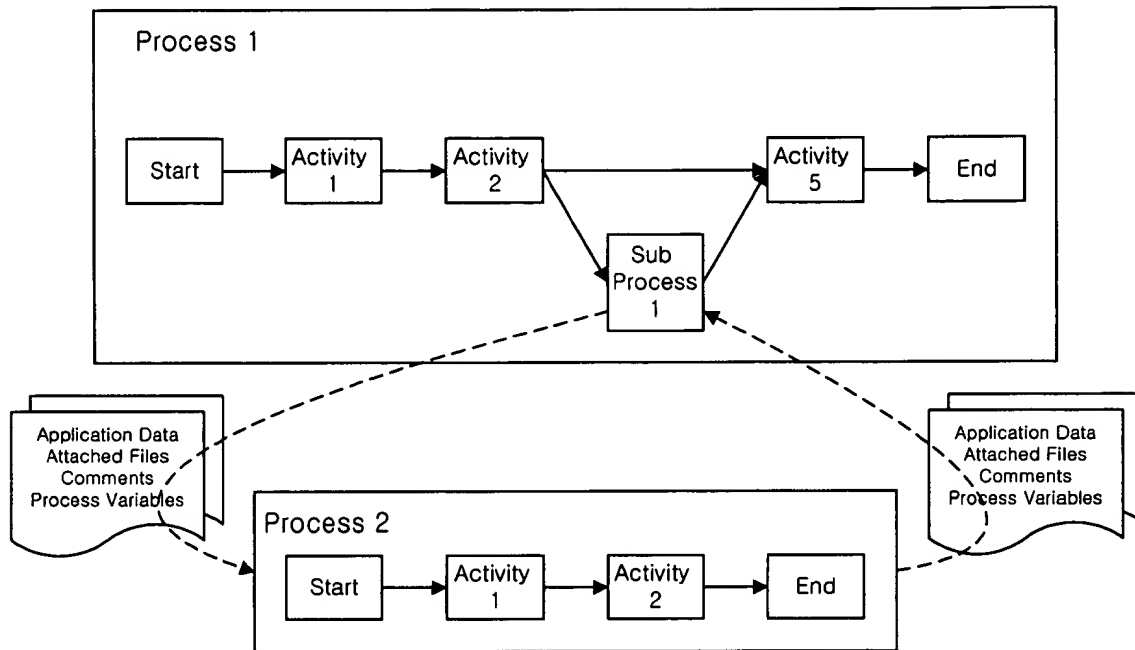 Process 1
Start
Activity
1
Activity
2
Activity
5
End
Sub
Process
1
Application Data
Attached Files
Comments
Process Variables
Application Data
Attached Files
Comments
Process Variables
Process 2
Start
Activity
1
Activity
2
End